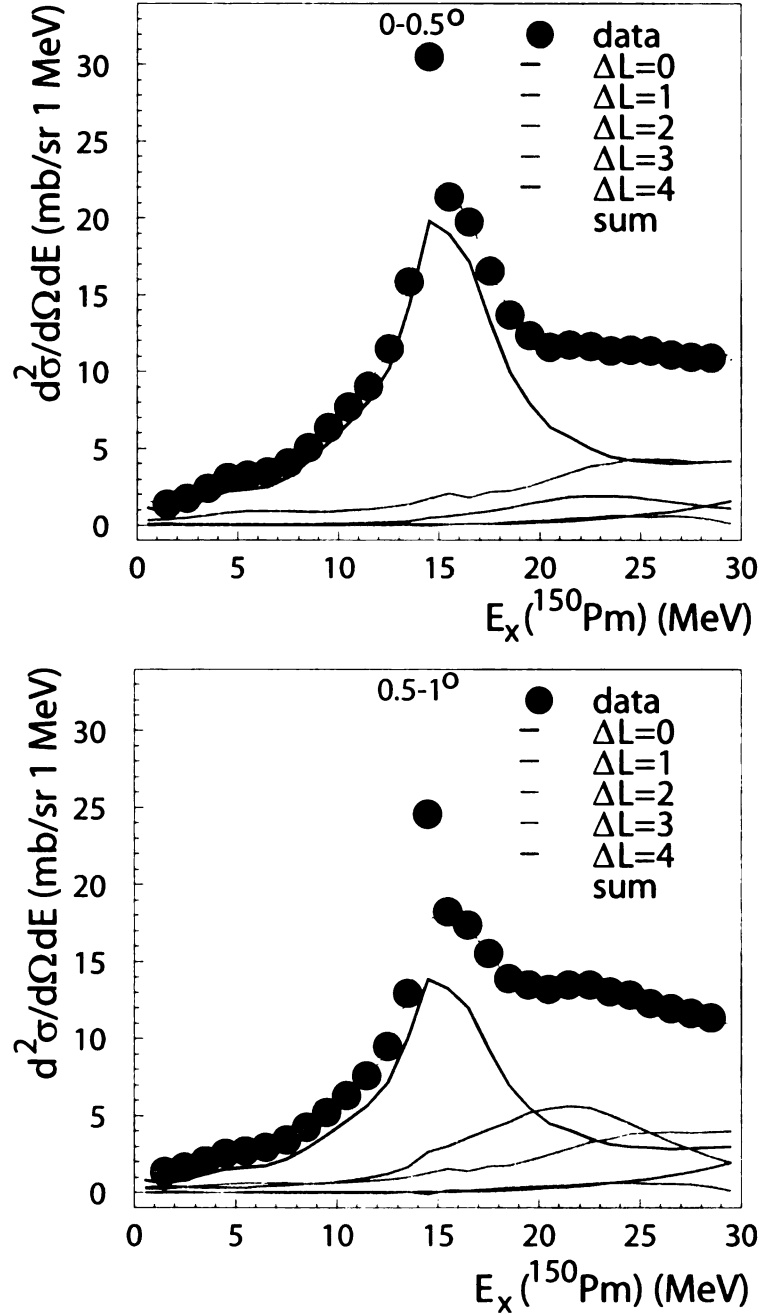 0-0.5°
data
ΔL=0
ΔL=1
ΔL=2
ΔL=3
ΔL=4
sum
d²σ/dΩdE (mb/sr 1 MeV)
30
25
20
15
10
5
0
0 5 10 15 20 25 30
Eₓ(¹⁵⁰Pm) (MeV)
0.5-1°
data
ΔL=0
ΔL=1
ΔL=2
ΔL=3
ΔL=4
sum
d²σ/dΩdE (mb/sr 1 MeV)
30
25
20
15
10
5
0
0 5 10 15 20 25 30
Eₓ(¹⁵⁰Pm) (MeV)